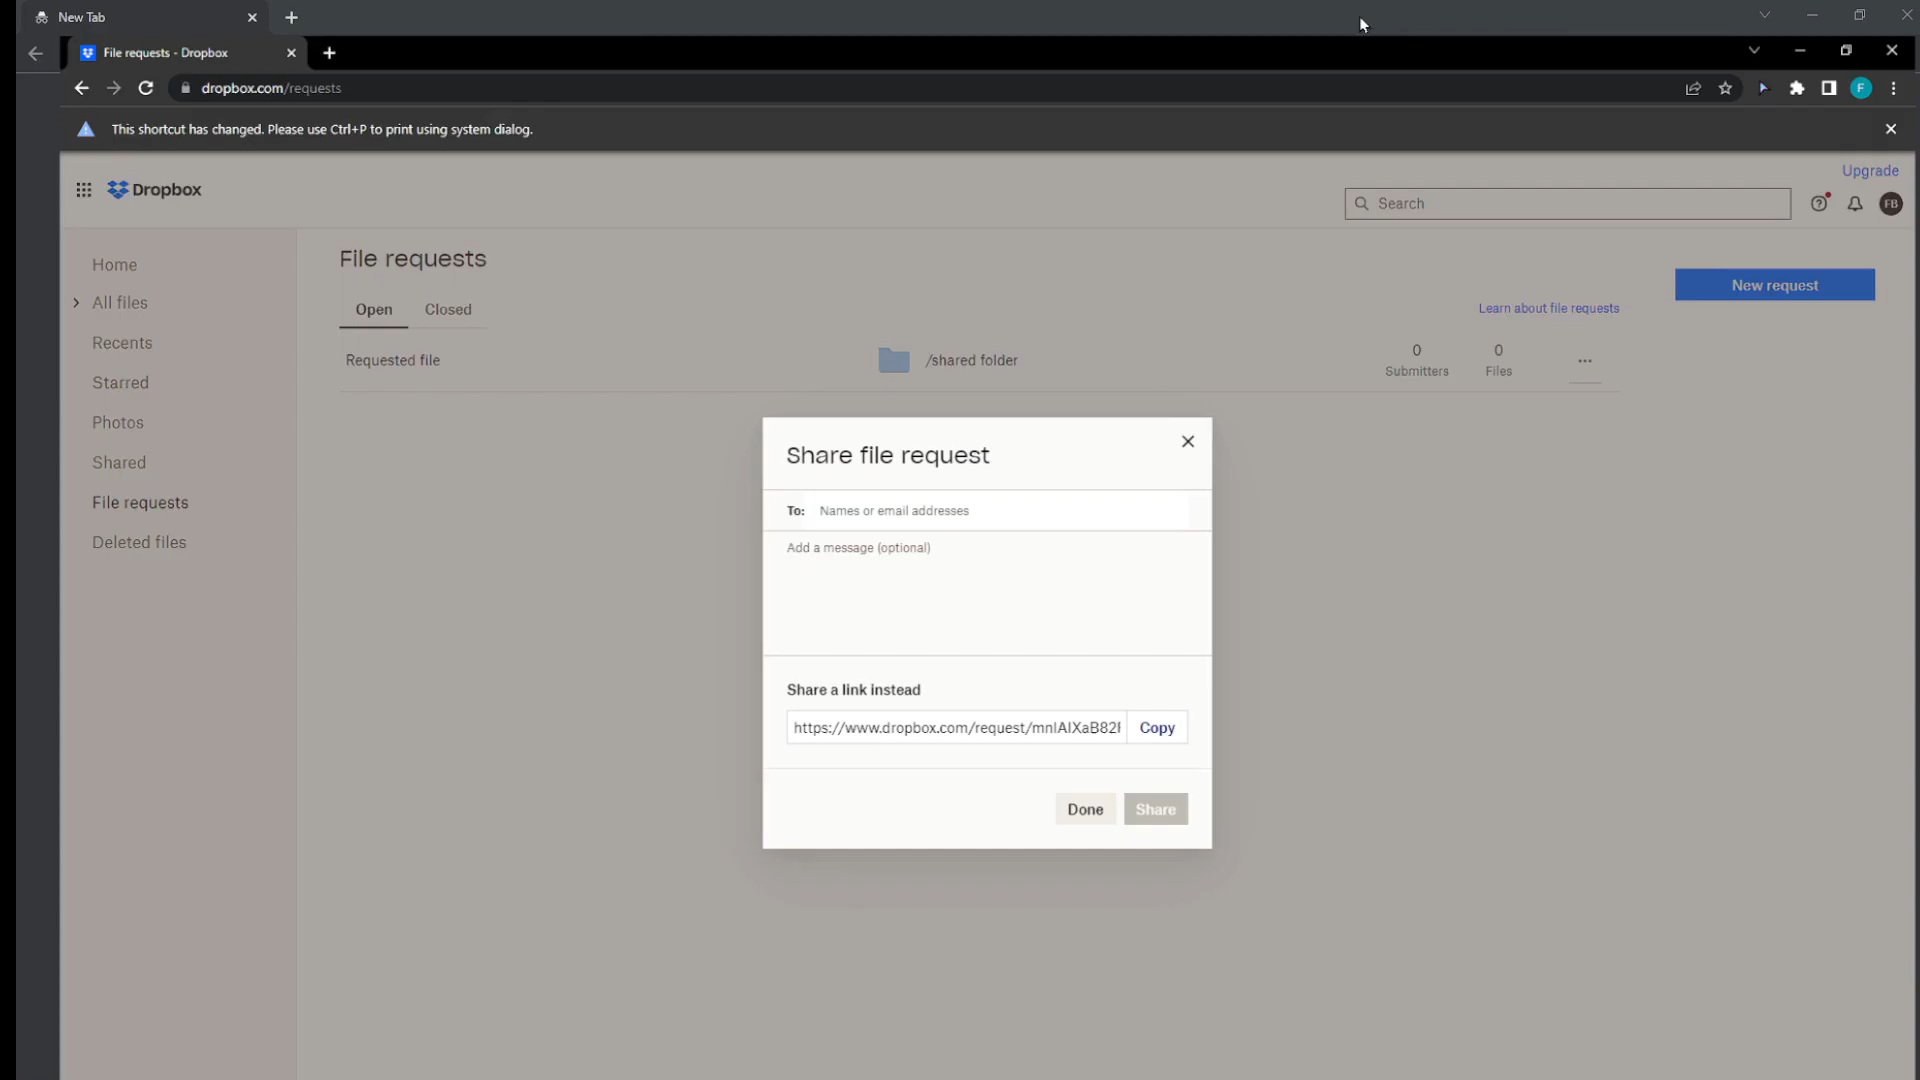 New Tab
File requests - Dropbox
dropbox.com/requests
F
This shortcut has changed. Please use Ctrl+P to print using system dialog.
Upgrade
Dropbox
Search
FB
Home
All files
Recents
Starred
Photos
Shared
File requests
Deleted files
File requests
Open Closed
Learn about file requests
New request
Requested file
/shared folder
0 Submitters
0 Files
Share file request
To: Names or email addresses
Add a message (optional)
Share a link instead
https://www.dropbox.com/request/mnlAIXaB82
Copy
Done
Share